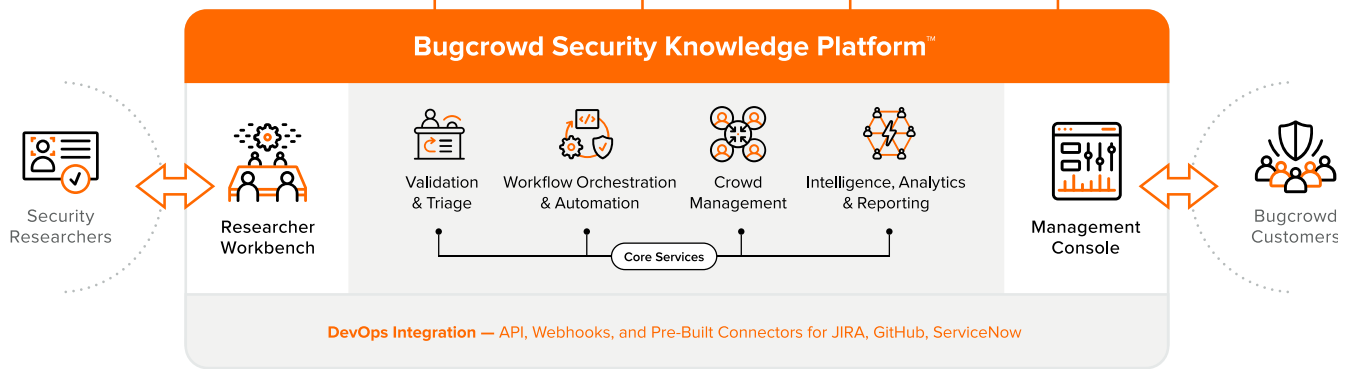 Bugcrowd Security Knowledge Platform™
Security
Researchers
Researcher
Workbench
</>
Validation
& Triage
Workflow Orchestration
& Automation
Crowd
Management
Intelligence, Analytics
& Reporting
Core Services
Management
Console
Bugcrowd
Customers
DevOps Integration — API, Webhooks, and Pre-Built Connectors for JIRA, GitHub, ServiceNow